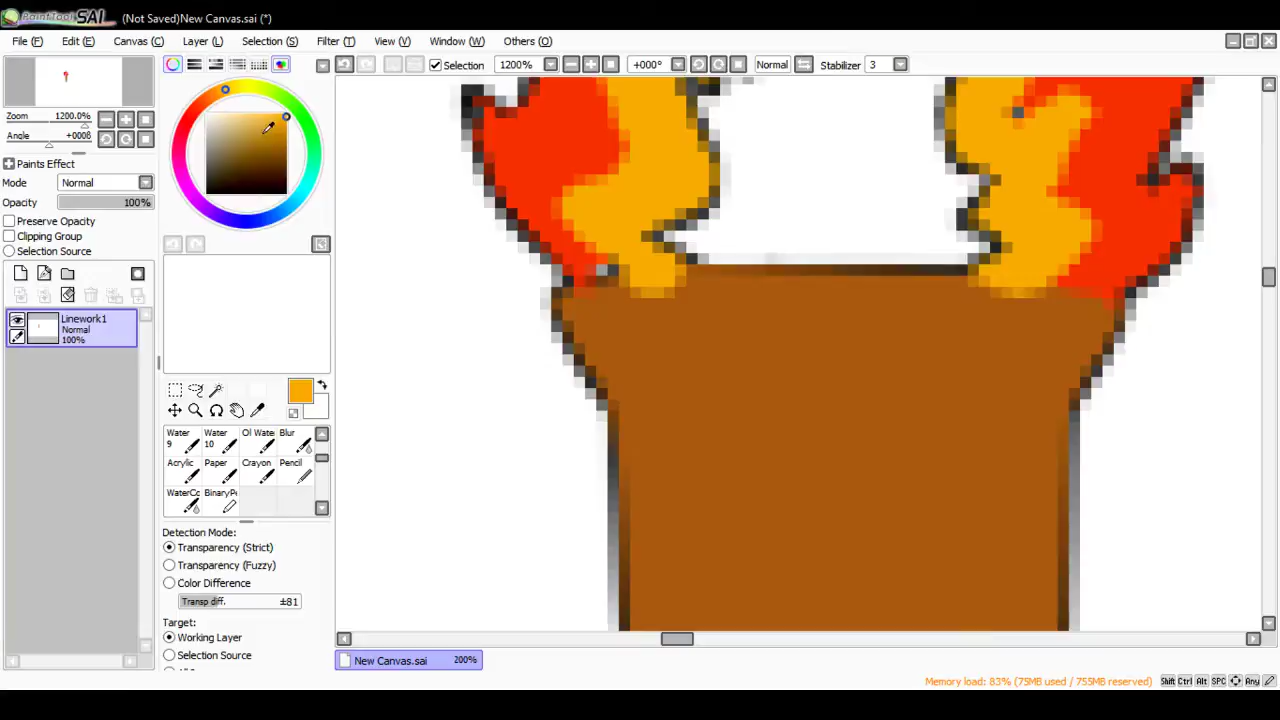 PaintTool SAI (Not Saved)New Canvas.sai (*)
File (F) Edit (E) Canvas (C) Layer (L) Selection (S) Filter (T) View (V) Window (W) Others (O)
Selection 1200% +000° Normal Stabilizer 3
Zoom 1200.0%
Angle +000
Paints Effect
Mode Normal
Opacity 100%
Preserve Opacity
Clipping Group
Selection Source
Linework1
Normal
100%
Water 9 Water 10 Ol Wate Blur
Acrylic Paper Crayon Pencil
WaterCo BinaryPe
Detection Mode:
Transparency (Strict)
Transparency (Fuzzy)
Color Difference
Transp diff. ±81
Target:
Working Layer
Selection Source
New Canvas.sai 200%
Memory load: 83% (75MB used / 755MB reserved) Shift Ctrl Alt SPC Any